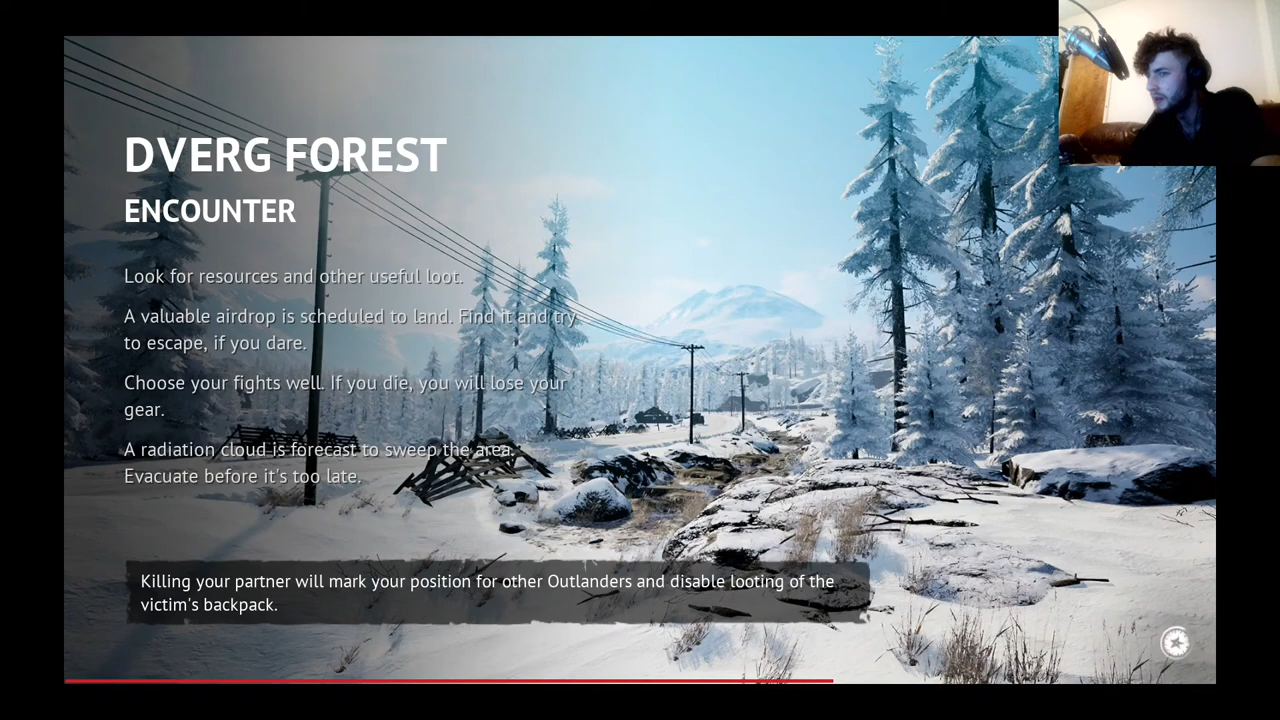 DVERG FOREST
ENCOUNTER
Look for resources and other useful loot.
A valuable airdrop is scheduled to land. Find it and try
to escape, if you dare.
Choose your fights well. If you die, you will lose your
gear.
A radiation cloud is forecast to sweep the area.
Evacuate before it's too late.
Killing your partner will mark your position for other Outlanders and disable looting of the
victim's backpack.